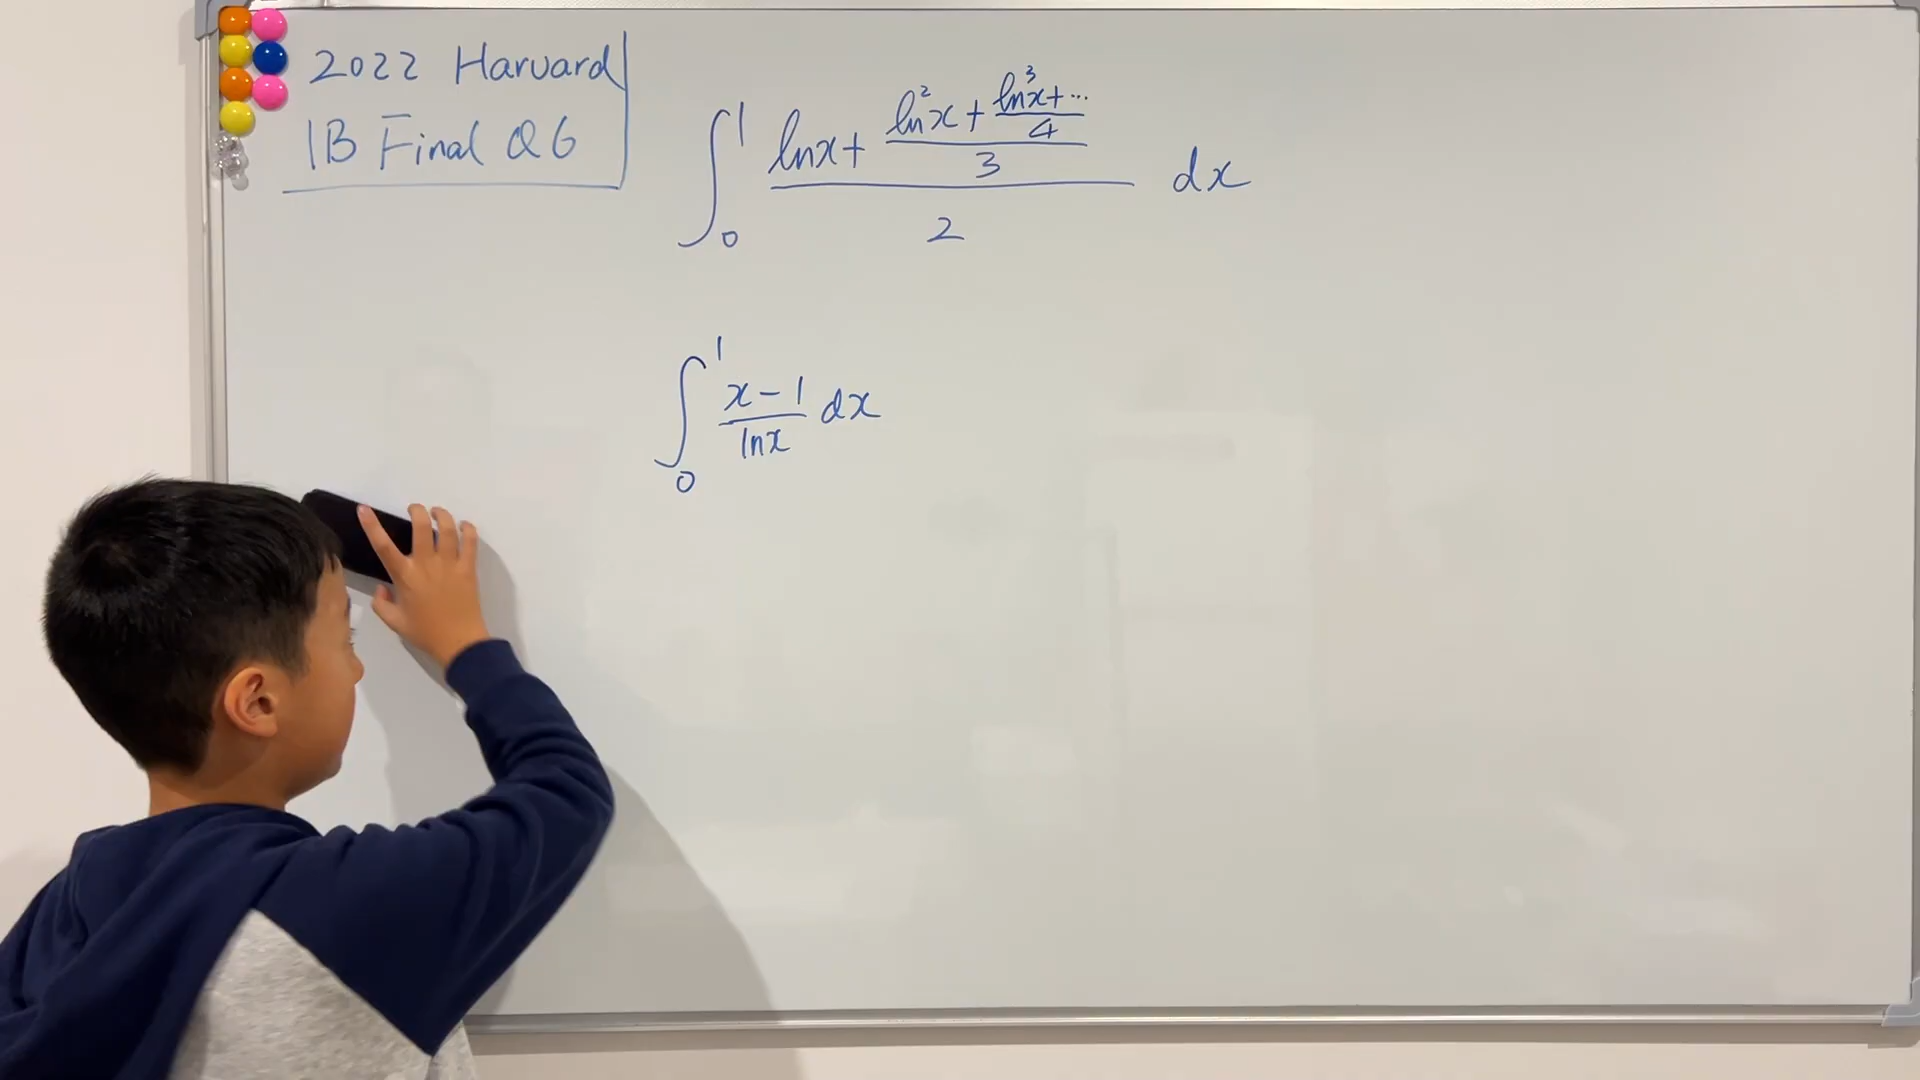 2022 Harvard
1B Final Q6
∫₀¹ (lnx + (ln²x + (ln³x + ...)/4)/3)/2 dx
∫₀¹ (x-1)/lnx dx